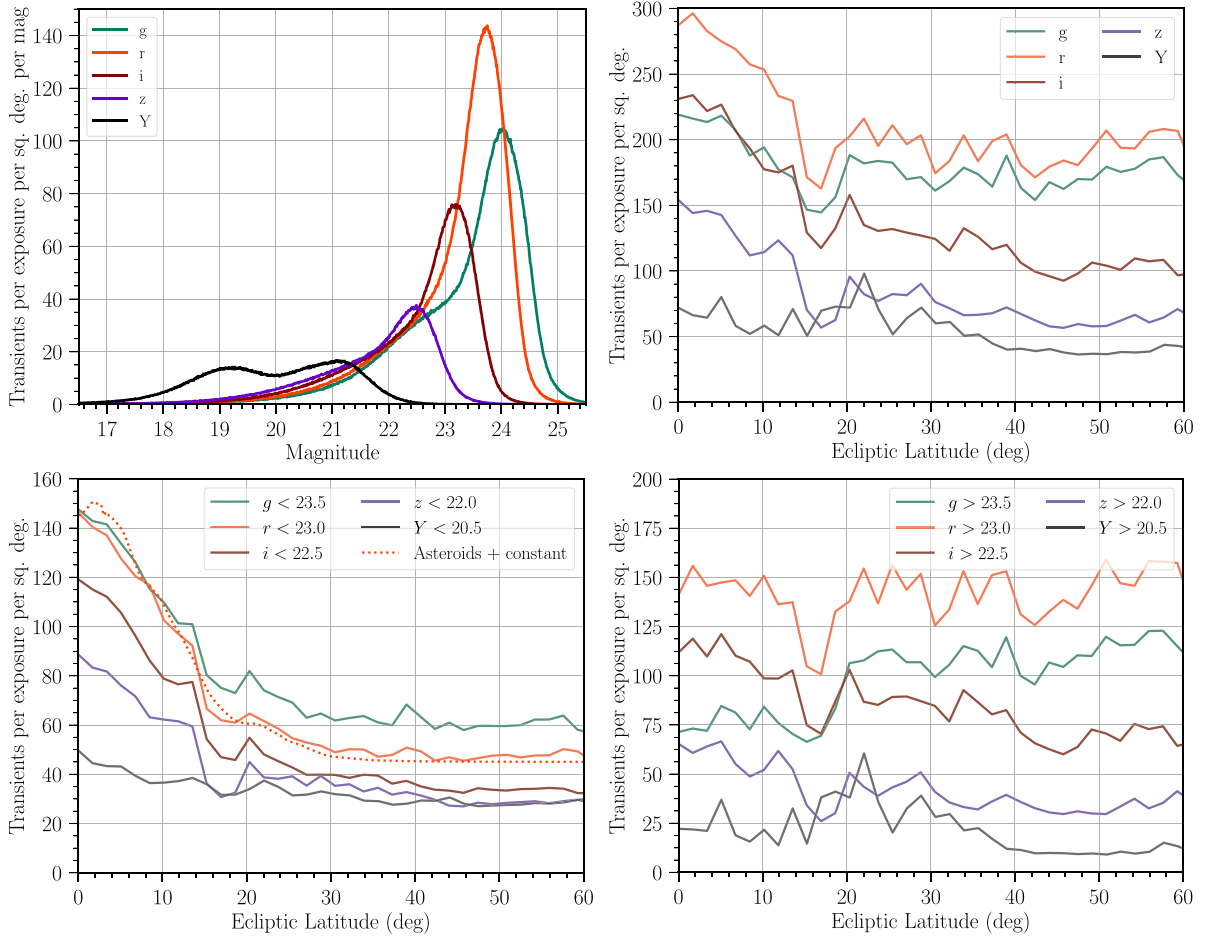 Transients per exposure per sq. deg. per mag
140
120
100
80
60
40
20
0
g
r
i
z
Y
17 18 19 20 21 22 23 24 25
Magnitude
Transients per exposure per sq. deg.
300
250
200
150
100
50
0
g z
r Y
i
0 10 20 30 40 50 60
Ecliptic Latitude (deg)
Transients per exposure per sq. deg.
160
140
120
100
80
60
40
20
0
g < 23.5 z < 22.0
r < 23.0 Y < 20.5
i < 22.5 Asteroids + constant
0 10 20 30 40 50 60
Ecliptic Latitude (deg)
Transients per exposure per sq. deg.
200
175
150
125
100
75
50
25
0
g > 23.5 z > 22.0
r > 23.0 Y > 20.5
i > 22.5
0 10 20 30 40 50 60
Ecliptic Latitude (deg)